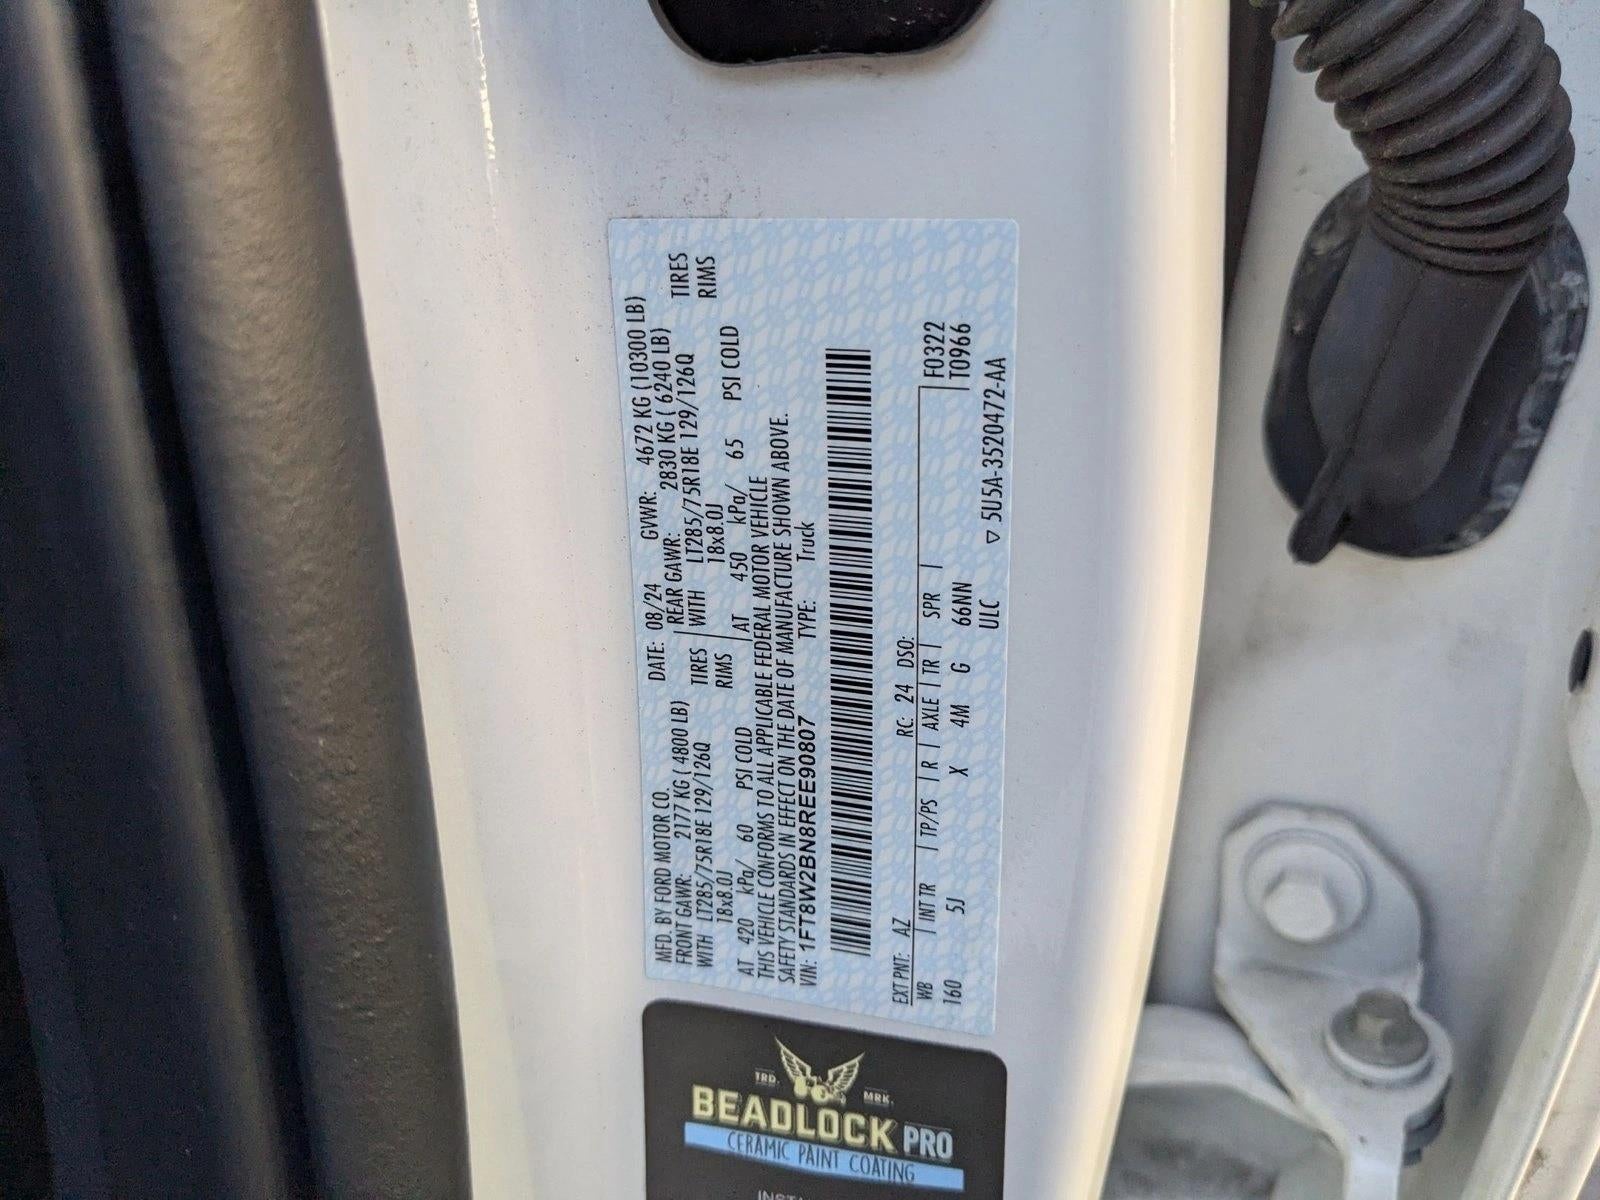 MFD. BY FORD MOTOR CO.
DATE: 08/24 GVWR: 4672 KG (10300 LB)
FRONT GAWR: 2177 KG ( 4800 LB)
REAR GAWR: 2830 KG ( 6240 LB)
WITH LT285/75R18E 129/126Q TIRES
WITH LT285/75R18E 129/126Q TIRES
18x8.0J RIMS
18x8.0J RIMS
AT 420 kPa/ 60 PSI COLD
AT 450 kPa/ 65 PSI COLD
THIS VEHICLE CONFORMS TO ALL APPLICABLE FEDERAL MOTOR VEHICLE
SAFETY STANDARDS IN EFFECT ON THE DATE OF MANUFACTURE SHOWN ABOVE.
VIN: 1FT8W2BN8REE90807 TYPE: Truck
EXT PNT: AZ RC: 24 DSO:
WB INT TR TP/PS R AXLE TR SPR F0322
160 5J X 4M G 66NN T0966
ULC
▽ 5U5A-3520472-AA
TRD. MRK.
BEADLOCK PRO
CERAMIC PAINT COATING